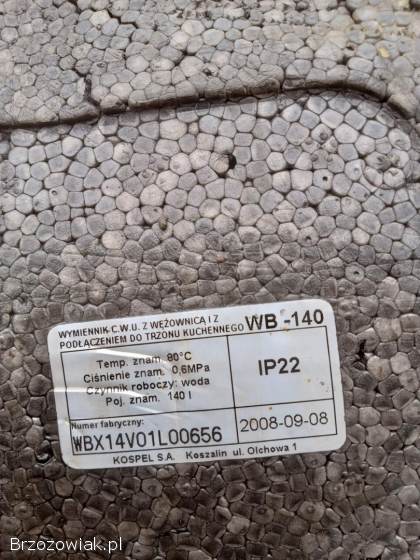 WYMIENNIK C.W.U. Z WĘŻOWNICĄ I Z
PODŁĄCZENIEM DO TRZONU KUCHENNEGO WB -140
Temp. znam. 80°C
Ciśnienie znam. 0,6MPa
Czynnik roboczy: woda
Poj. znam. 140 l
IP22
Numer fabryczny:
WBX14V01L00656
2008-09-08
KOSPEL S.A. Koszalin ul. Olchowa 1
Brzozowiak.pl